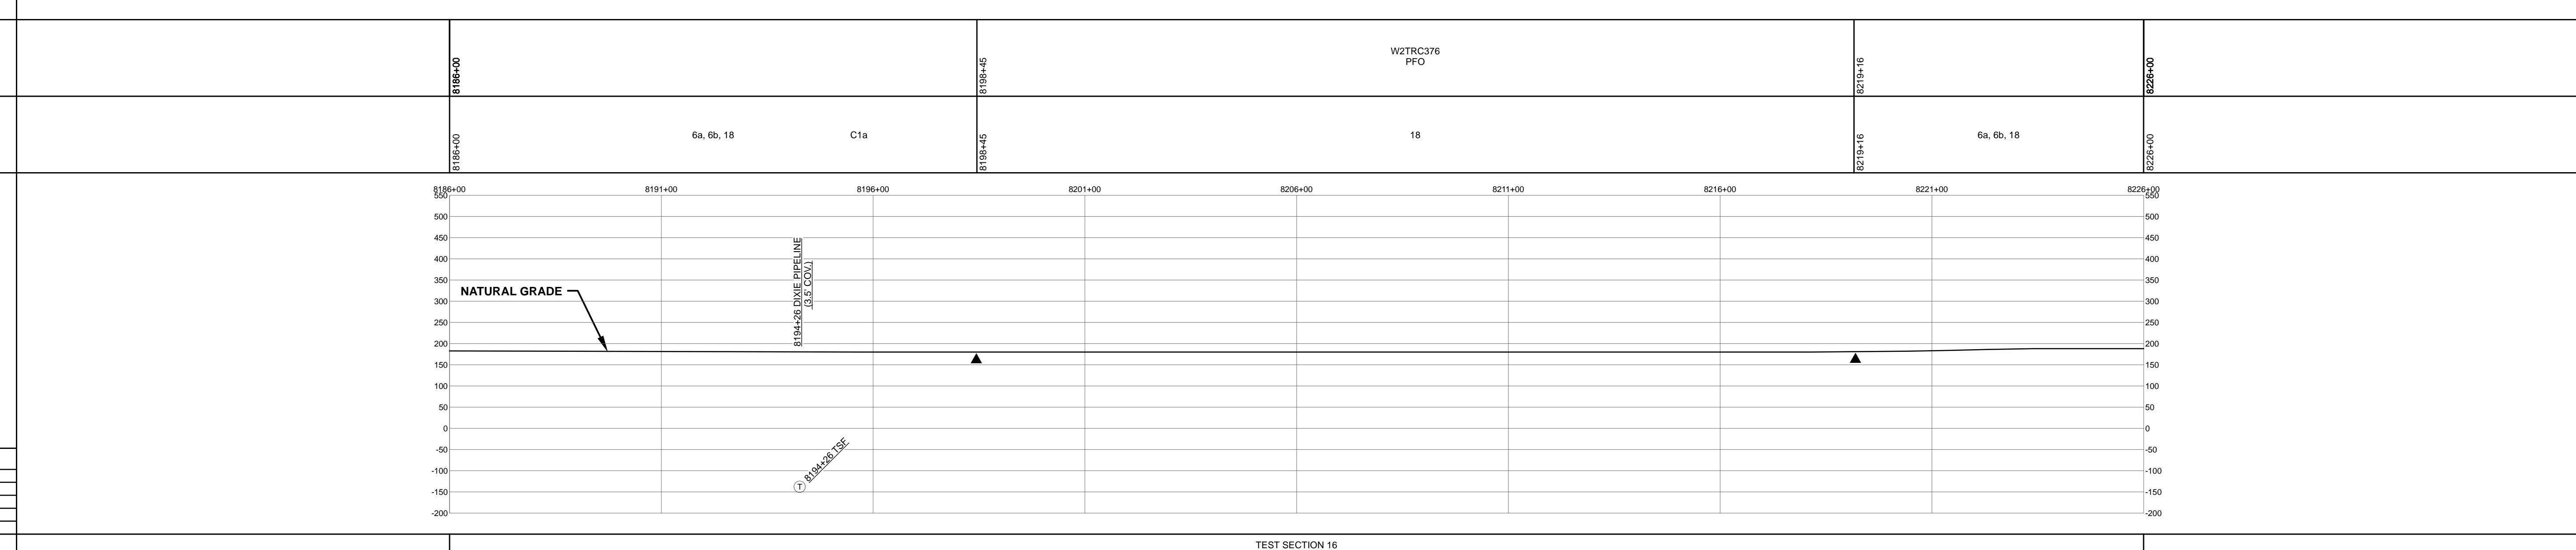 W2TRC376
PFO
8186+00
8198+45
8219+16
8226+00
6a, 6b, 18
C1a
18
6a, 6b, 18
8186+00
8198+45
8219+16
8226+00
8186+00 8191+00 8196+00 8201+00 8206+00 8211+00 8216+00 8221+00 8226+00
550 550
500 500
450 450
400 400
350 350
300 300
250 250
200 200
150 150
100 100
50 50
0 0
-50 -50
-100 -100
-150 -150
-200 -200
NATURAL GRADE
8194+26 DIXIE PIPELINE
(3.5' COV.)
8194+26 TSF
T
TEST SECTION 16